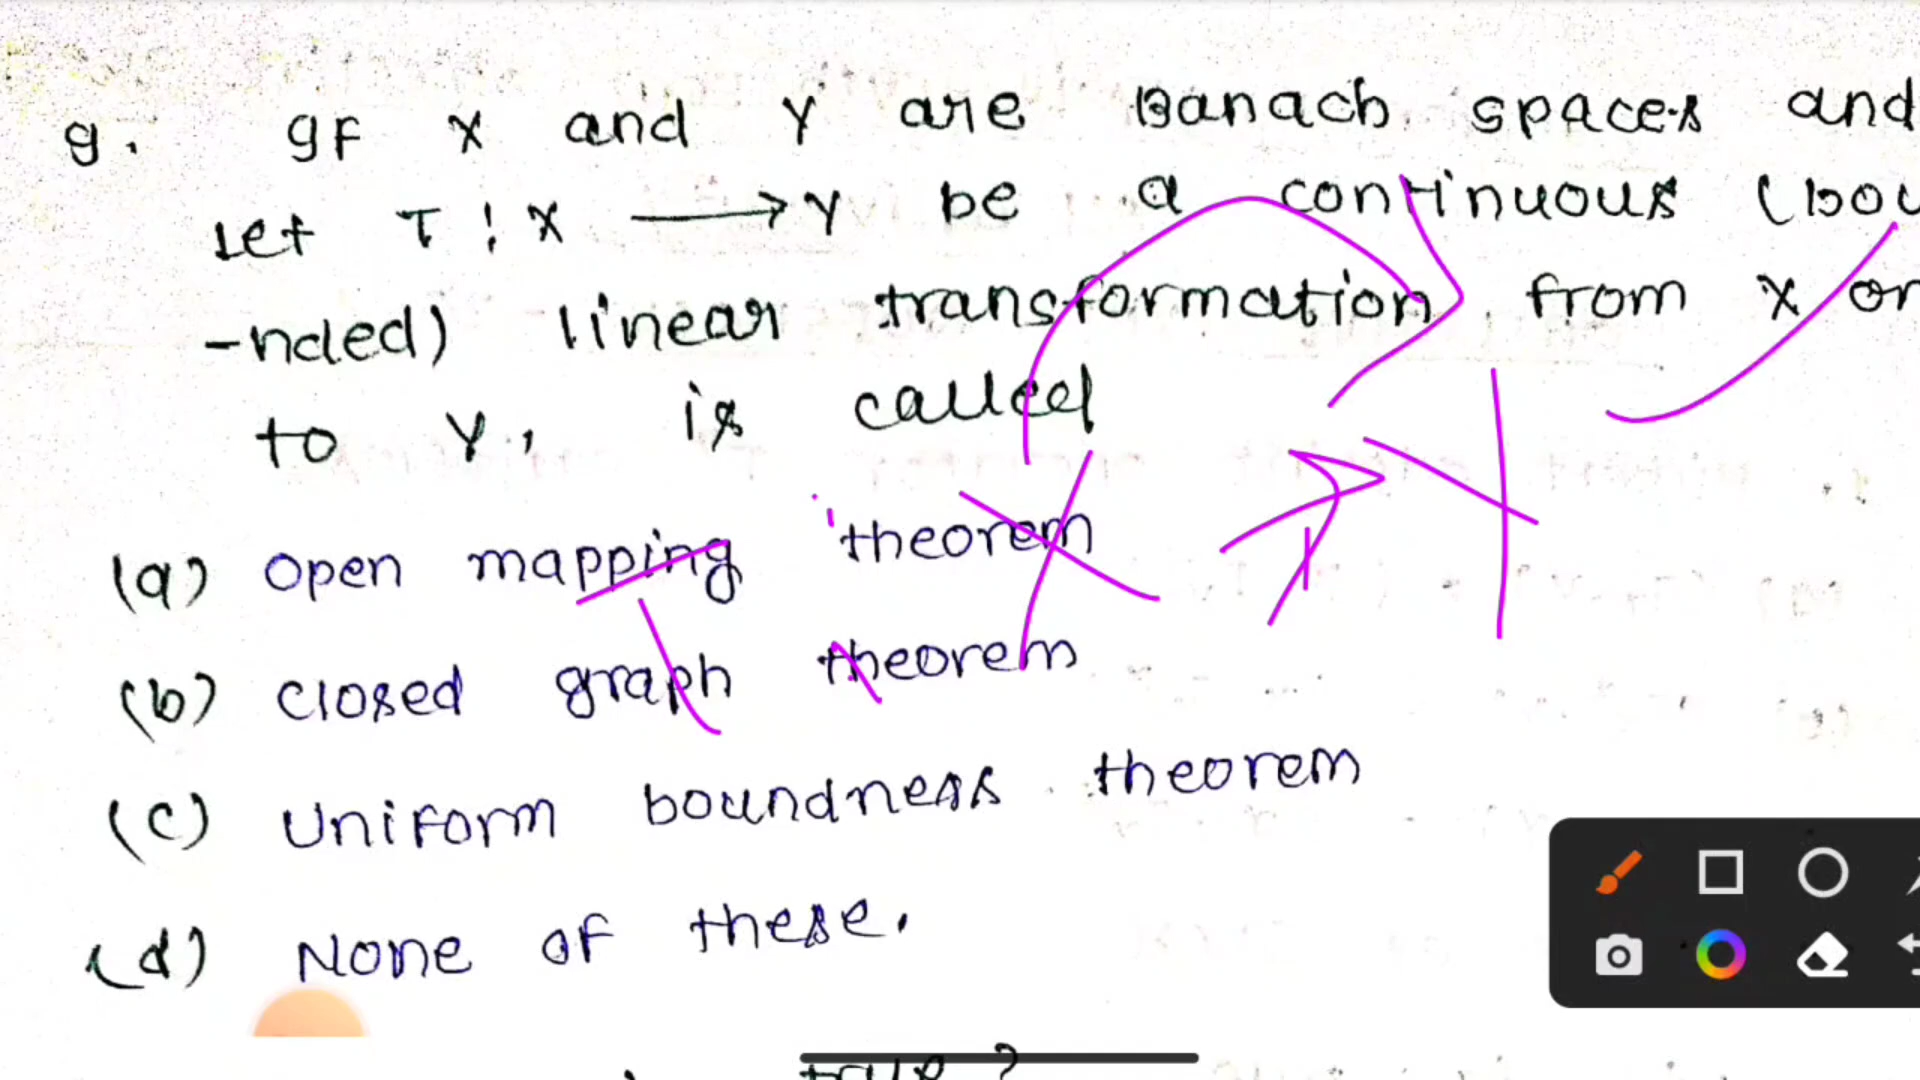 9. If X and Y are Banach spaces and
Let T : X → Y be a continuous (bou
-nded) linear transformation from X on
to Y, is called
(a) Open mapping theorem
(b) closed graph theorem
(c) Uniform boundness theorem
(d) None of these.